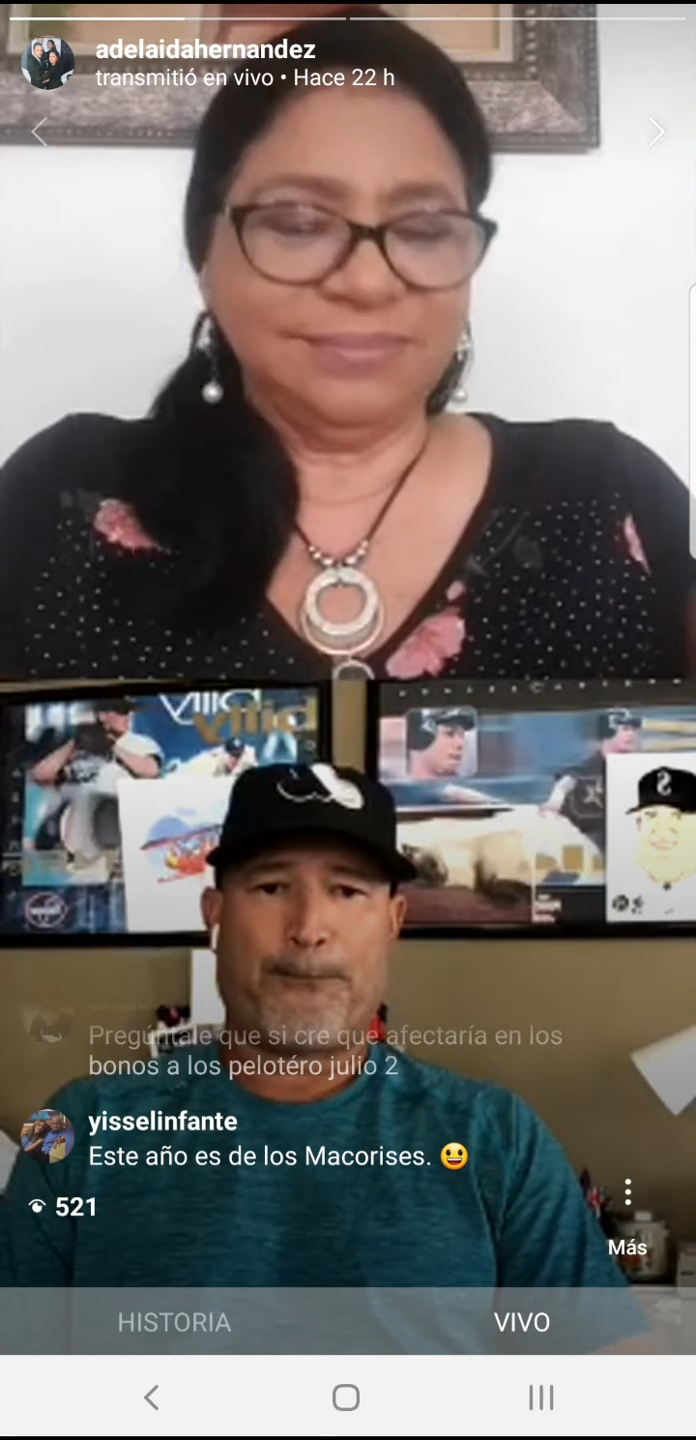 adelaidahernandez
transmitió en vivo • Hace 22 h
Villa
Pregúntale que si cre que afectaría en los
bonos a los pelotéro julio 2
yisselinfante
Este año es de los Macorises. 😃
521
Más
HISTORIA
VIVO